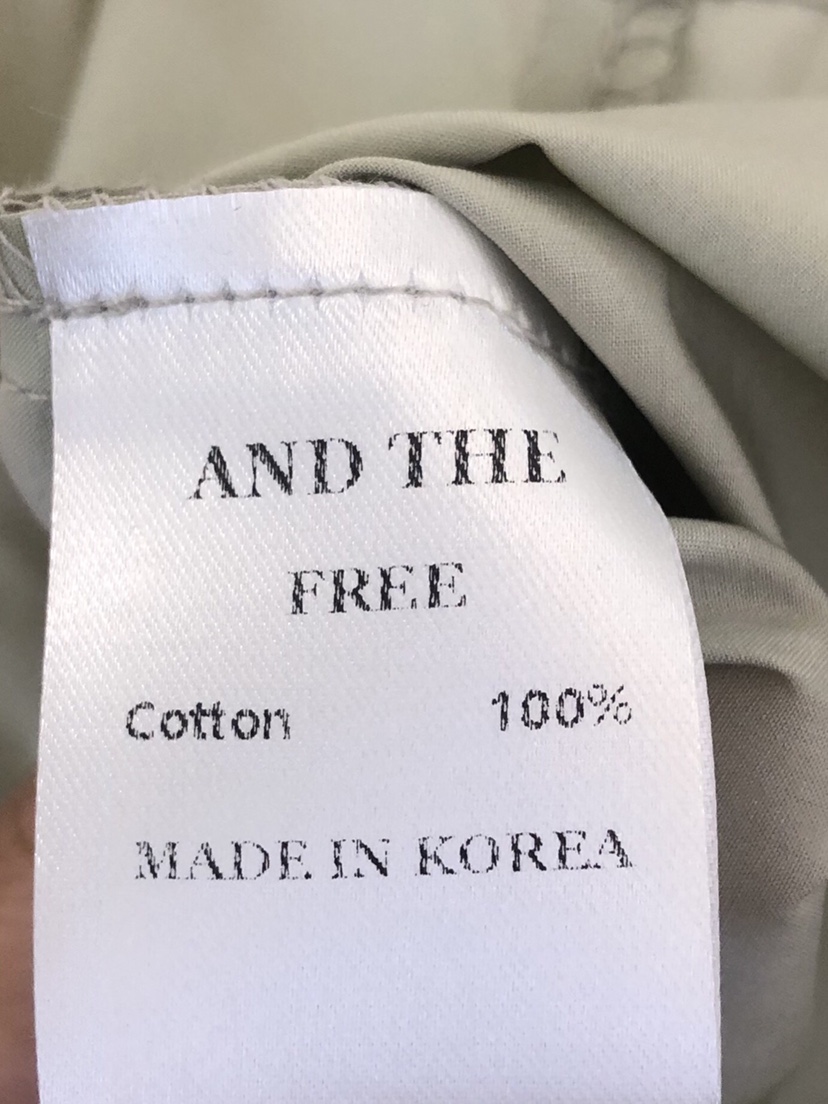 AND THE
FREE
Cotton 100%
MADE IN KOREA